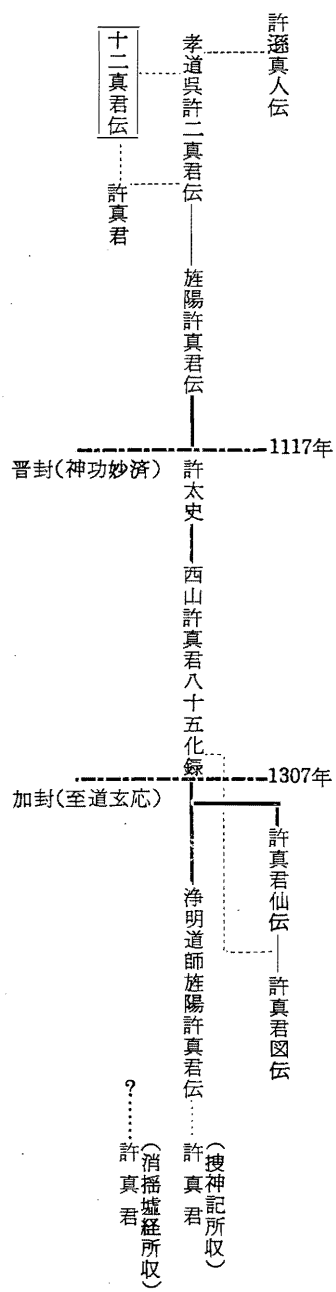 許遜真人伝
孝道呉許二真君伝
十二真君伝
許真君
旌陽許真君伝
1117年
晋封(神功妙済)
許太史
西山許真君八十五化録
1307年
加封(至道玄応)
許真君仙伝
許真君図伝
浄明道師旌陽許真君伝
(捜神記所収)
許真君
?
許真君
(消揺墟経所収)